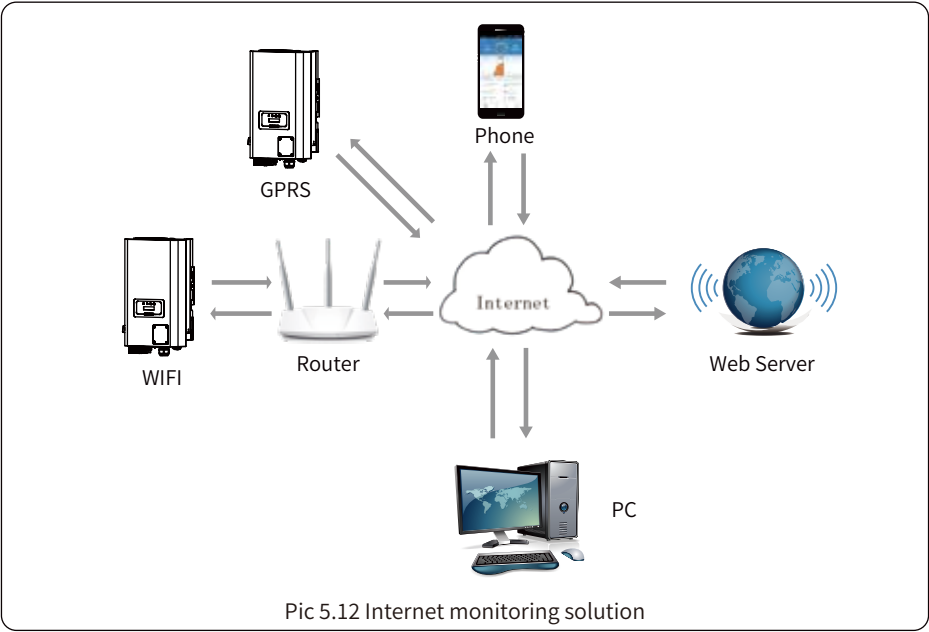 Phone
GPRS
Internet
WIFI
Router
Web Server
PC
Pic 5.12 Internet monitoring solution